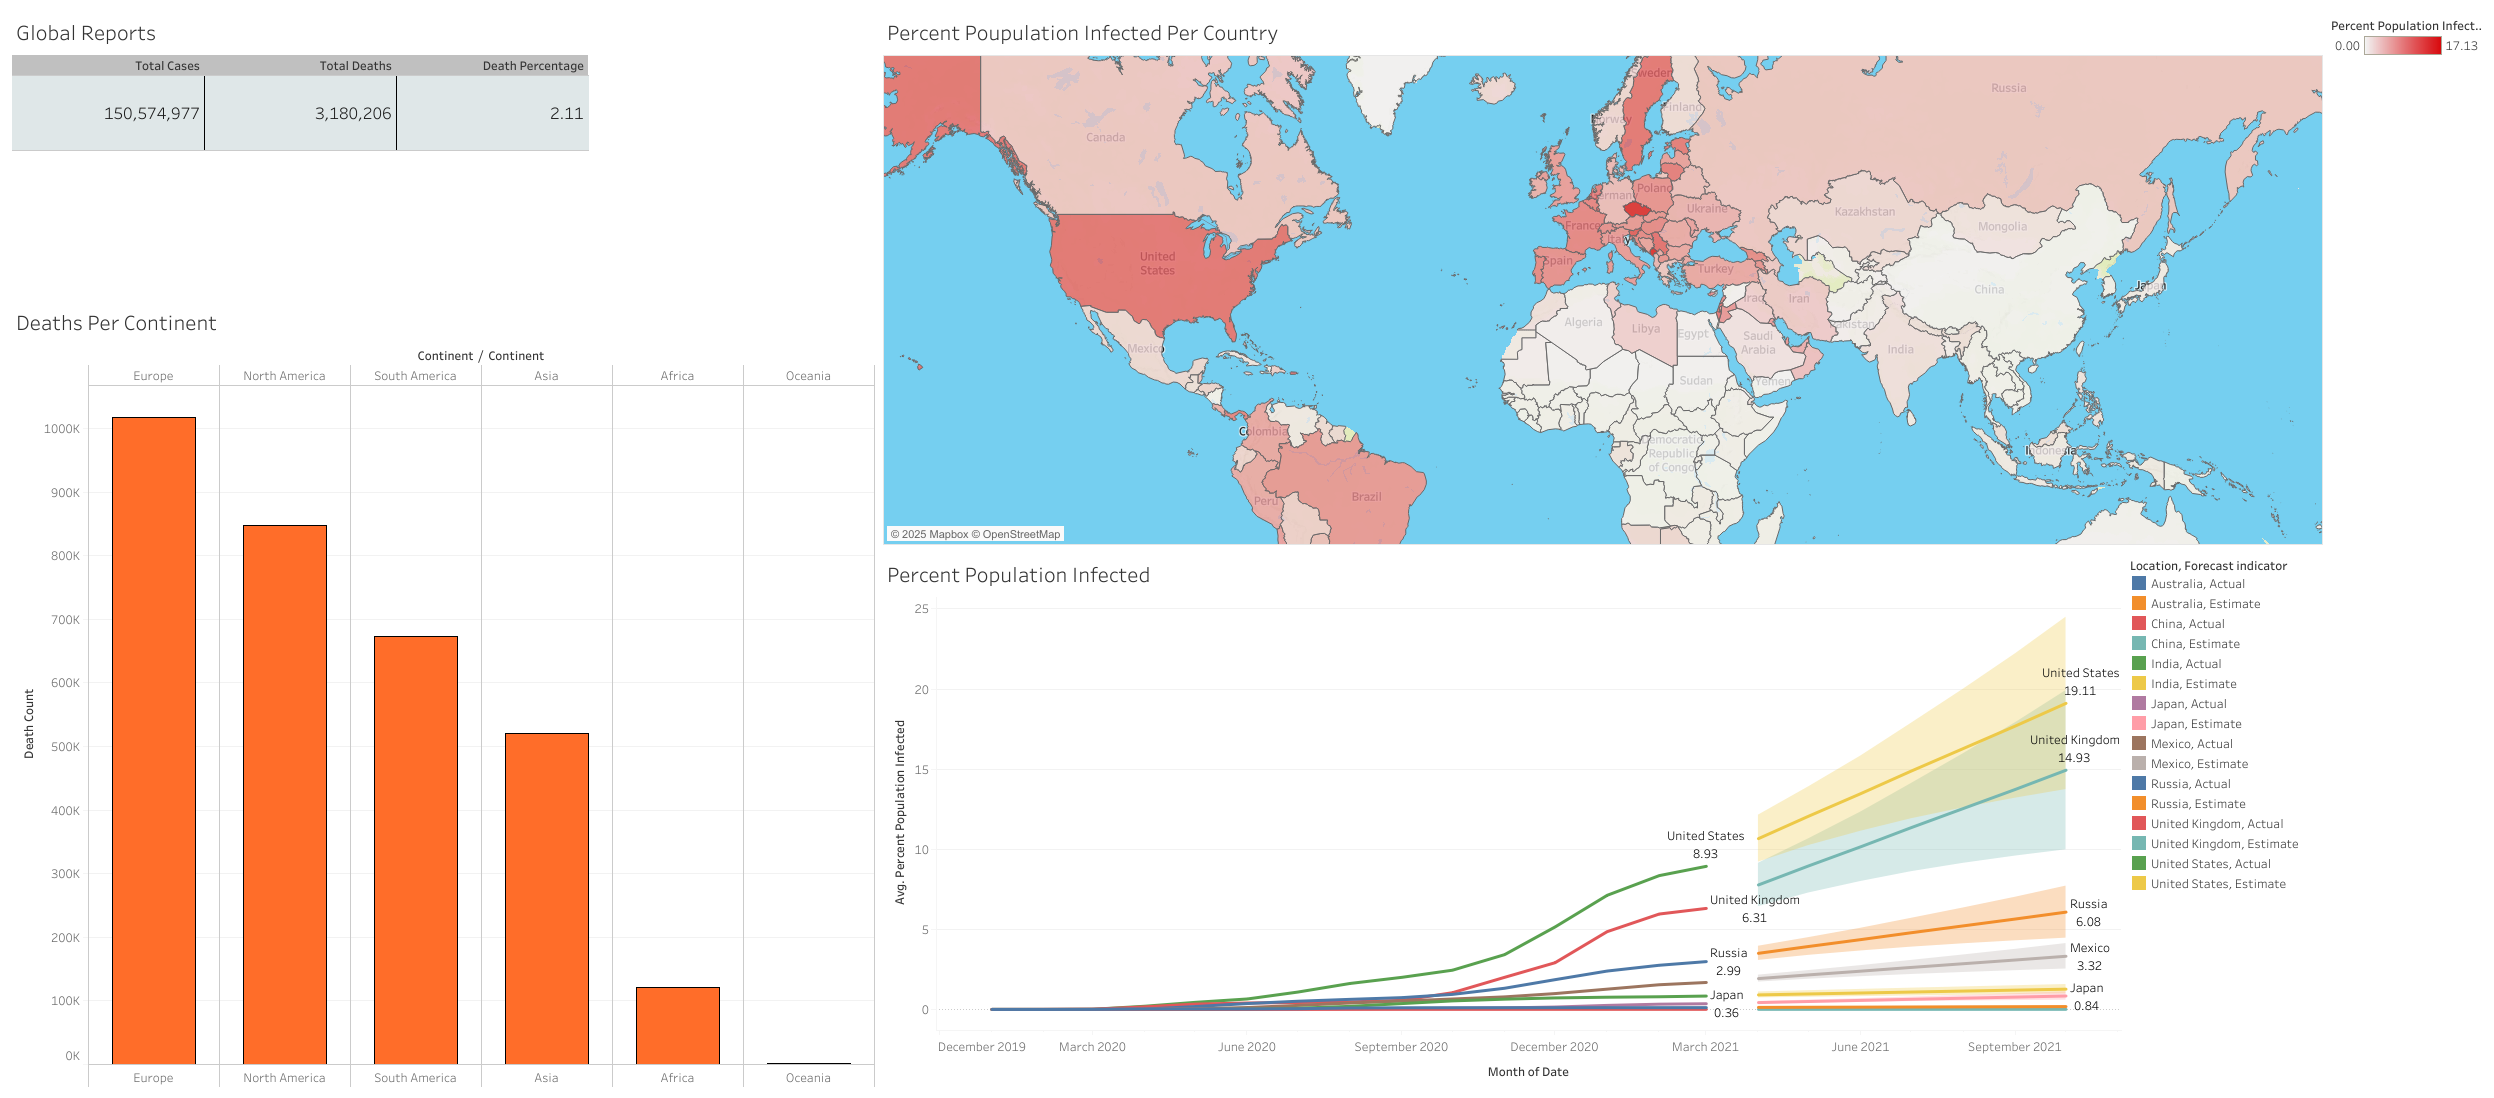 Global Reports
Total Cases
Total Deaths
Death Percentage
150,574,977
3,180,206
2.11
Deaths Per Continent
Continent / Continent
Europe
North America
South America
Asia
Africa
Oceania
Death Count
1000K
900K
800K
700K
600K
500K
400K
300K
200K
100K
0K
Europe
North America
South America
Asia
Africa
Oceania
Percent Poupulation Infected Per Country
Percent Population Infect..
0.00
17.13
Sweden
Russia
Finland
Norway
Canada
Poland
Germany
Ukraine
Kazakhstan
France
Mongolia
Italy
United
States
Spain
Turkey
China
Japan
Iraq
Iran
Algeria
Libya
Egypt
Pakistan
Saudi
Arabia
India
Mexico
Sudan
Yemen
Colombia
Democratic
Republic
of Congo
Indonesia
Peru
Brazil
© 2025 Mapbox © OpenStreetMap
Percent Population Infected
Avg. Percent Population Infected
25
20
15
10
5
0
United States
19.11
United Kingdom
14.93
United States
8.93
United Kingdom
6.31
Russia
6.08
Russia
2.99
Mexico
3.32
Japan
0.36
Japan
0.84
December 2019
March 2020
June 2020
September 2020
December 2020
March 2021
June 2021
September 2021
Month of Date
Location, Forecast indicator
Australia, Actual
Australia, Estimate
China, Actual
China, Estimate
India, Actual
India, Estimate
Japan, Actual
Japan, Estimate
Mexico, Actual
Mexico, Estimate
Russia, Actual
Russia, Estimate
United Kingdom, Actual
United Kingdom, Estimate
United States, Actual
United States, Estimate